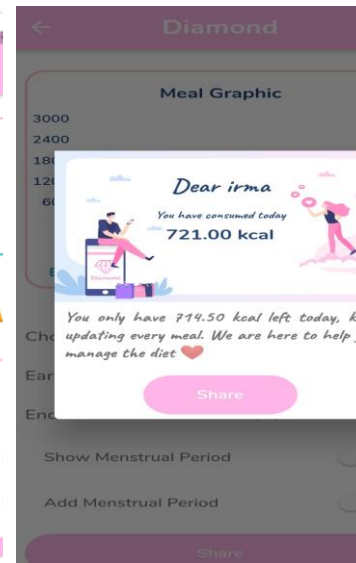 Diamond
Meal Graphic
3000
2400
Dear irma
You have consumed today
721.00 kcal
Diamond
You only have 714.50 kcal left today,
updating every meal. We are here to help
manage the diet
Share
Show Menstrual Period
Add Menstrual Period
Share